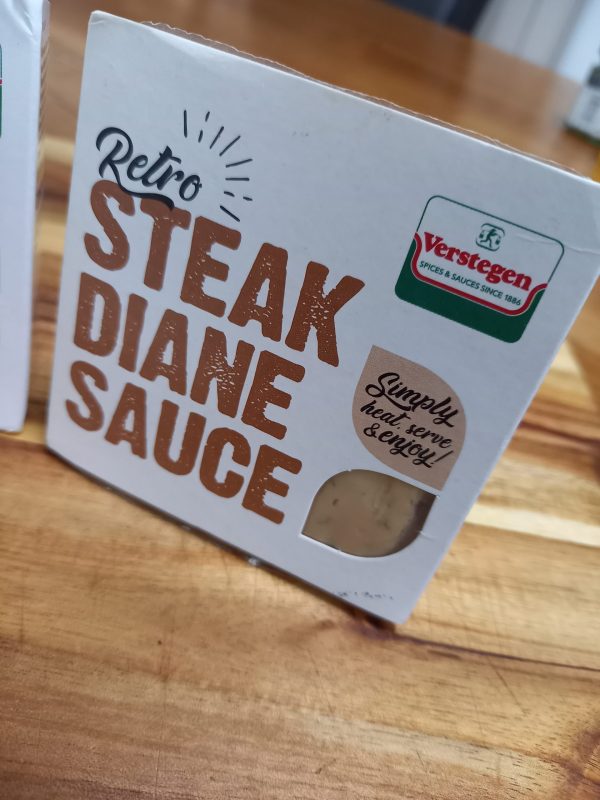 Retro
STEAK
DIANE
SAUCE
Verstegen
SPICES & SAUCES SINCE 1886
Simply
heat, serve
& enjoy!